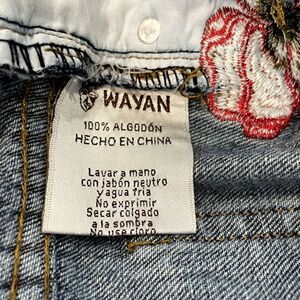 WAYAN
100% ALGODÓN
HECHO EN CHINA
Lavar a mano
con jabón neutro
y agua fria
No exprimir
Secar colgado
a la sombra
No use cloro